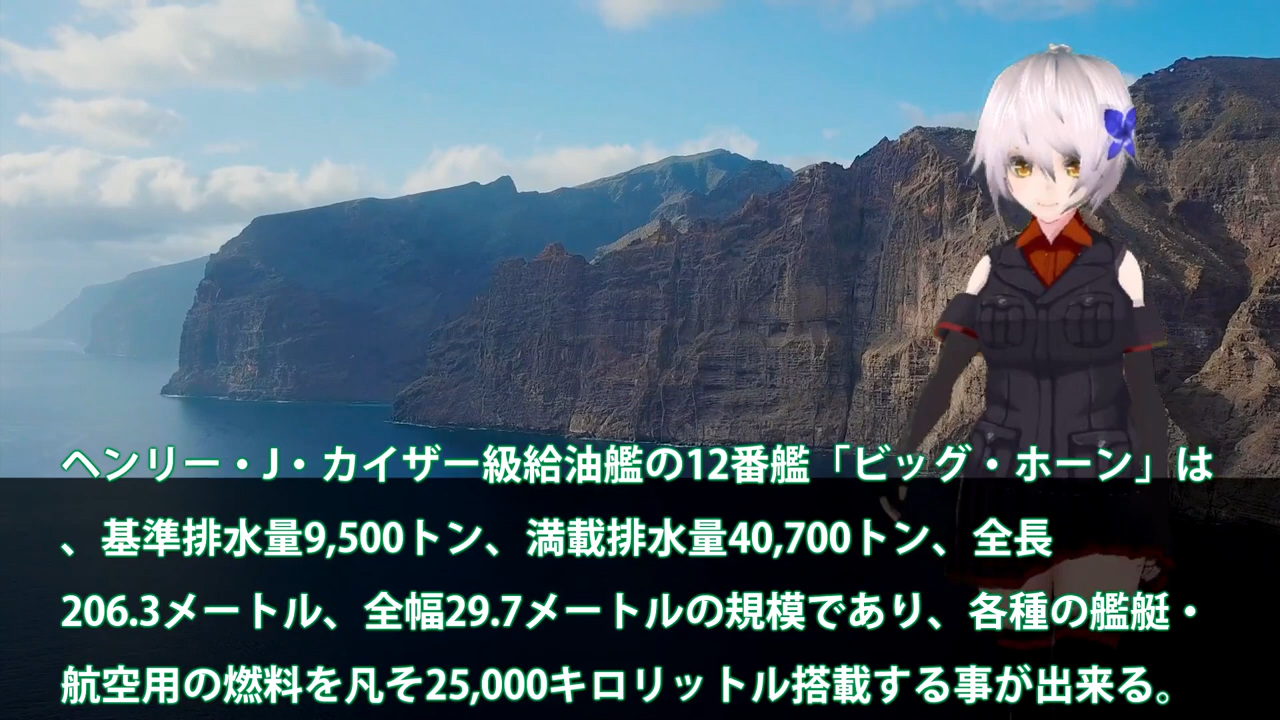 ヘンリー・J・カイザー級給油艦の12番艦「ビッグ・ホーン」は
、基準排水量9,500トン、満載排水量40,700トン、全長
206.3メートル、全幅29.7メートルの規模であり、各種の艦艇・
航空用の燃料を凡そ25,000キロリットル搭載する事が出来る。